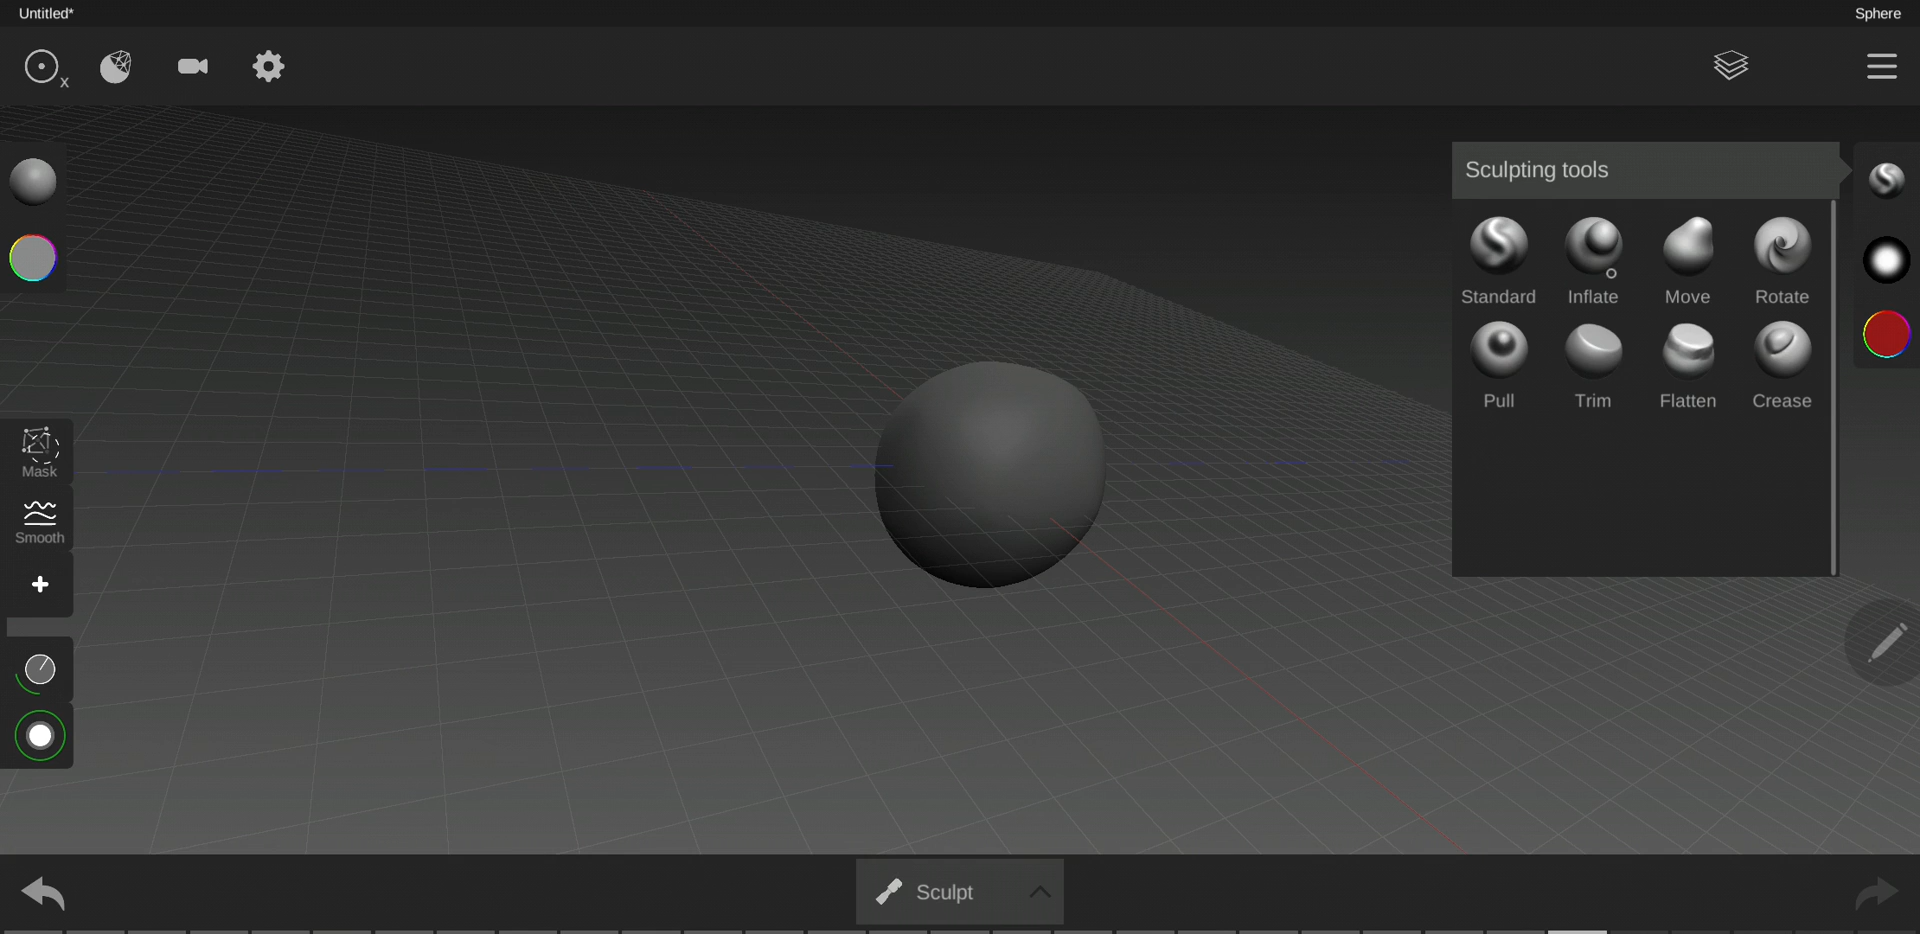 Untitled*
Sphere
x
Sculpting tools
Standard Inflate Move Rotate
Pull Trim Flatten Crease
Mask
Smooth
Sculpt